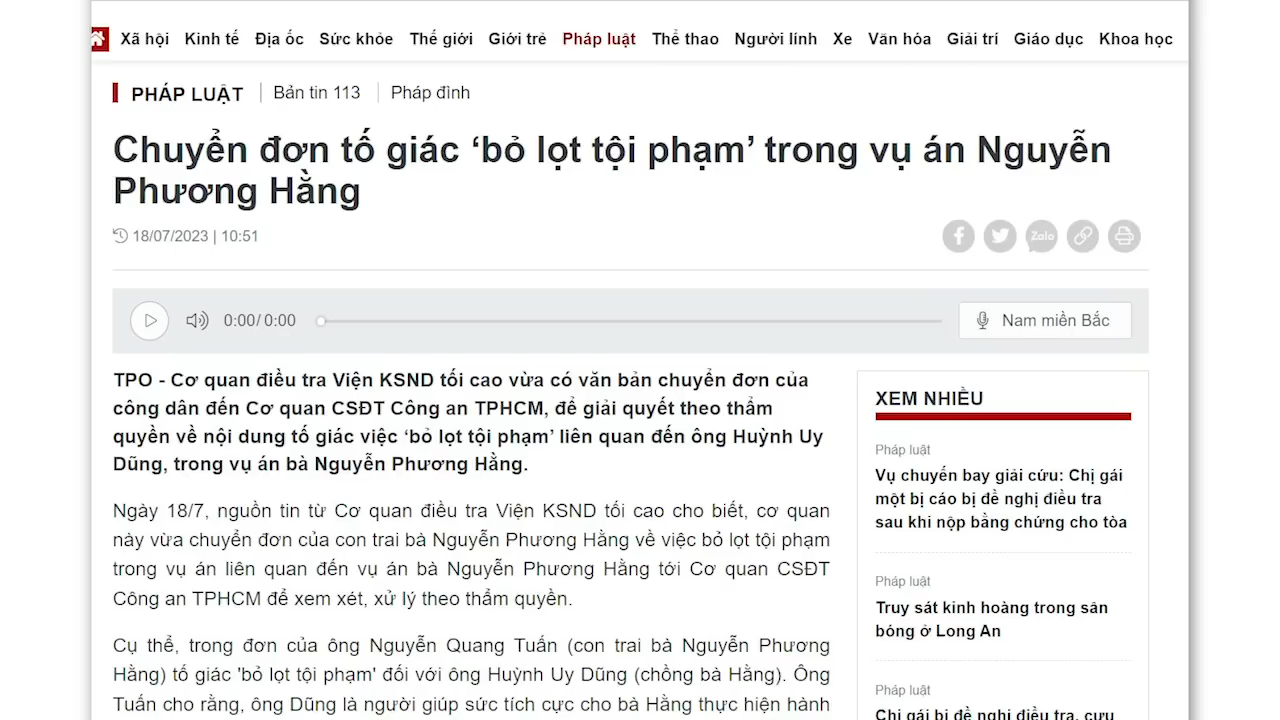 Xã hội Kinh tế Địa ốc Sức khỏe Thế giới Giới trẻ Pháp luật Thể thao Người lính Xe Văn hóa Giải trí Giáo dục Khoa học
PHÁP LUẬT Bản tin 113 Pháp đình
Chuyển đơn tố giác ‘bỏ lọt tội phạm’ trong vụ án Nguyễn
Phương Hằng
18/07/2023 | 10:51
Zalo
0:00/ 0:00
Nam miền Bắc
TPO - Cơ quan điều tra Viện KSND tối cao vừa có văn bản chuyển đơn của
công dân đến Cơ quan CSĐT Công an TPHCM, để giải quyết theo thẩm
quyền về nội dung tố giác việc ‘bỏ lọt tội phạm’ liên quan đến ông Huỳnh Uy
Dũng, trong vụ án bà Nguyễn Phương Hằng.
Ngày 18/7, nguồn tin từ Cơ quan điều tra Viện KSND tối cao cho biết, cơ quan
này vừa chuyển đơn của con trai bà Nguyễn Phương Hằng về việc bỏ lọt tội phạm
trong vụ án liên quan đến vụ án bà Nguyễn Phương Hằng tới Cơ quan CSĐT
Công an TPHCM để xem xét, xử lý theo thẩm quyền.
Cụ thể, trong đơn của ông Nguyễn Quang Tuấn (con trai bà Nguyễn Phương
Hằng) tố giác 'bỏ lọt tội phạm' đối với ông Huỳnh Uy Dũng (chồng bà Hằng). Ông
Tuấn cho rằng, ông Dũng là người giúp sức tích cực cho bà Hằng thực hiện hành
XEM NHIỀU
Pháp luật
Vụ chuyến bay giải cứu: Chị gái
một bị cáo bị đề nghị điều tra
sau khi nộp bằng chứng cho tòa
Pháp luật
Truy sát kinh hoàng trong sân
bóng ở Long An
Pháp luật
Chị gái bị đề nghị điều tra, cựu